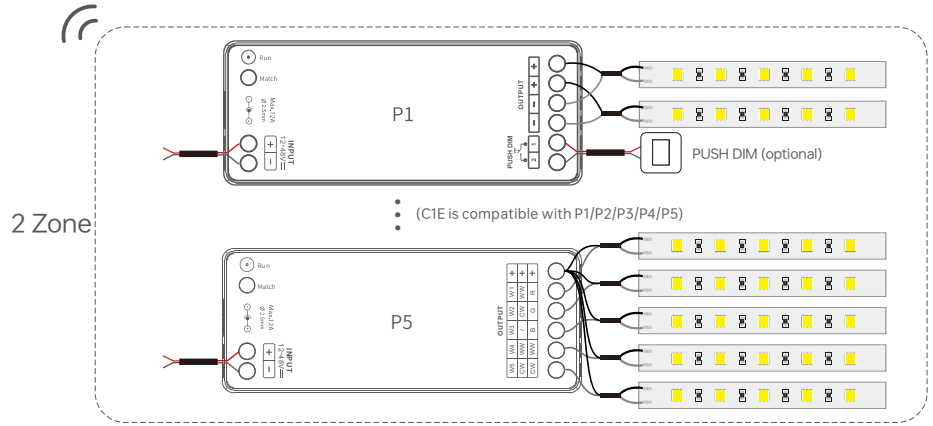 Run
Match
Max.12A
Ø 2.5mm
INPUT
12-48V
+
−
P1
OUTPUT
+
+
−
−
PUSH DIM
1
2
PUSH DIM (optional)
2 Zone
(C1E is compatible with P1/P2/P3/P4/P5)
Run
Match
Max.12A
Ø 2.5mm
INPUT
12-48V
+
−
P5
OUTPUT
+ + +
W1 WW R
W2 CW G
W3 / B
W4 WW WW
W5 CW CW